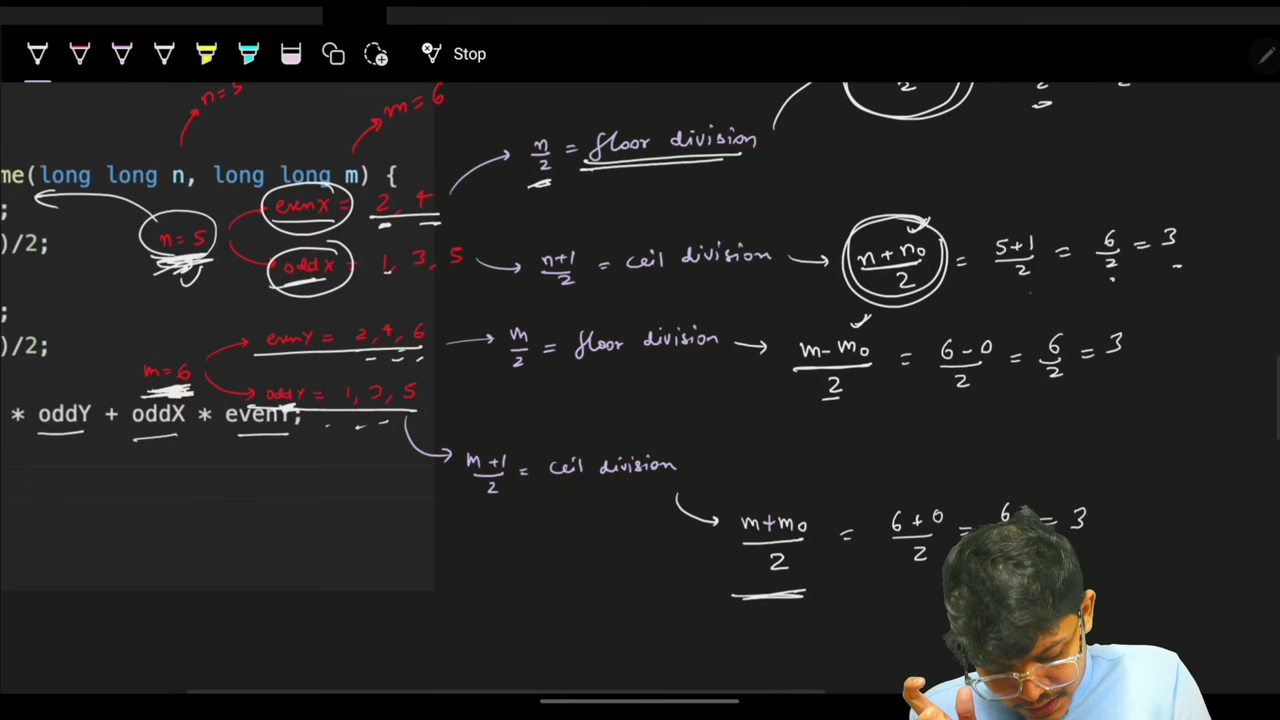 Stop
n=5
m=6
me(long long n, long long m) {
;
)/2;
;
)/2;
* oddY + oddX * evenY;
n=5
evenX = 2, 4
oddX = 1, 3, 5
m=6
evenY = 2, 4, 6
oddY = 1, 3, 5
n/2 = floor division
n+1/2 = ceil division
n+n₀/2 = 5+1/2 = 6/2 = 3
m/2 = floor division
m-m₀/2 = 6-0/2 = 6/2 = 3
m+1/2 = ceil division
m+m₀/2 = 6+0/2 = 6 = 3